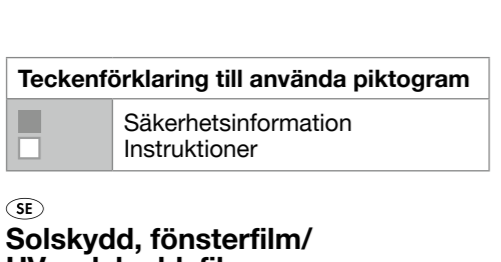 Teckenförklaring till använda piktogram
Säkerhetsinformation
Instruktioner
SE
Solskydd, fönsterfilm/